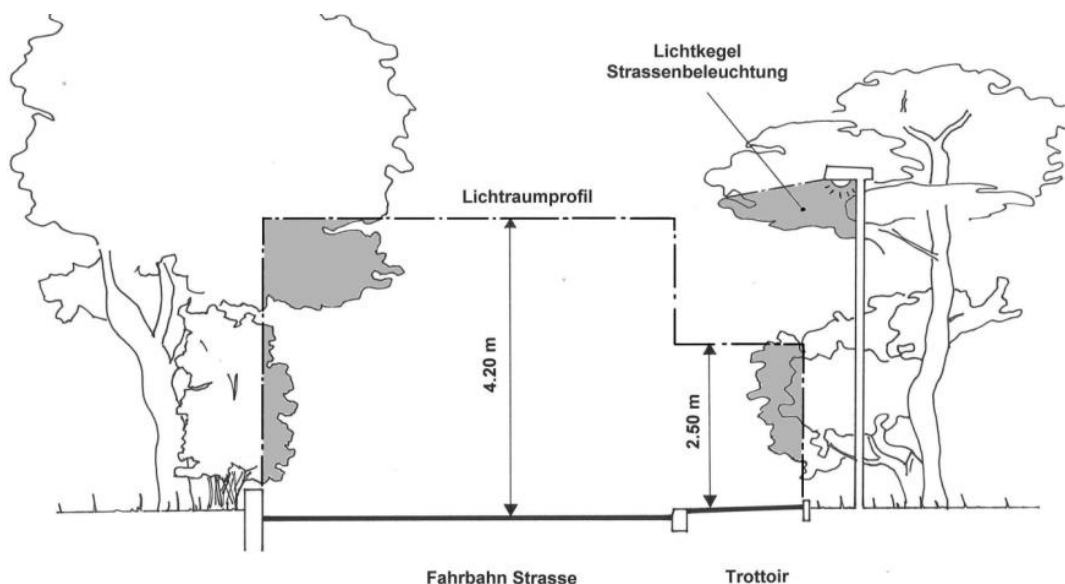 Lichtkegel
Strassenbeleuchtung
Lichtraumprofil
4.20 m
2.50 m
Fahrbahn Strasse
Trottoir